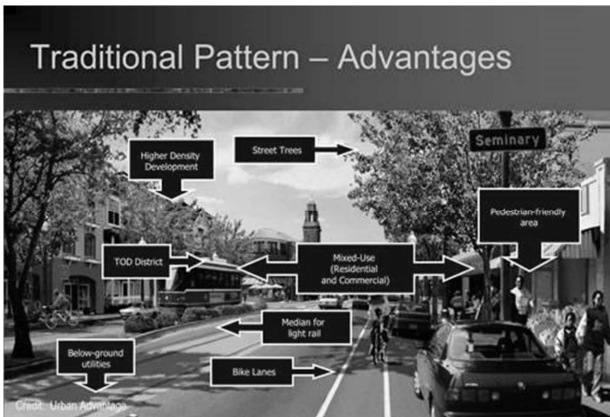 Traditional Pattern – Advantages
Higher Density
Development
Street Trees
Seminary
Pedestrian-friendly
area
TOD District
Mixed-Use
(Residential
and Commercial)
Median for
light rail
Below-ground
utilities
Bike Lanes
Credit: Urban Advantage